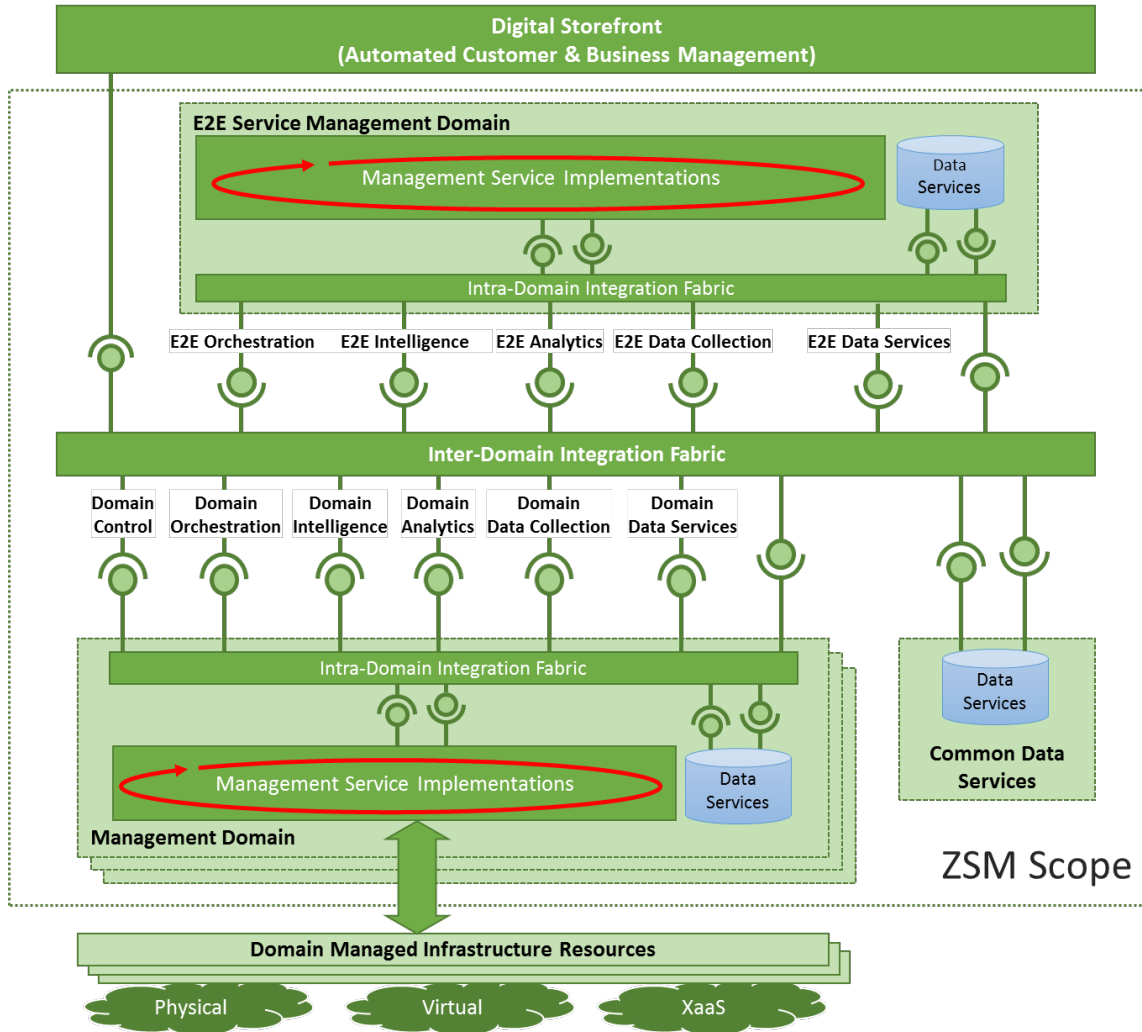 Digital Storefront
(Automated Customer & Business Management)
E2E Service Management Domain
Management Service Implementations
Data
Services
Intra-Domain Integration Fabric
E2E Orchestration
E2E Intelligence
E2E Analytics
E2E Data Collection
E2E Data Services
Inter-Domain Integration Fabric
Domain
Control
Domain
Orchestration
Domain
Intelligence
Domain
Analytics
Domain
Data Collection
Domain
Data Services
Intra-Domain Integration Fabric
Management Service Implementations
Data
Services
Management Domain
Data
Services
Common Data
Services
ZSM Scope
Domain Managed Infrastructure Resources
Physical
Virtual
XaaS